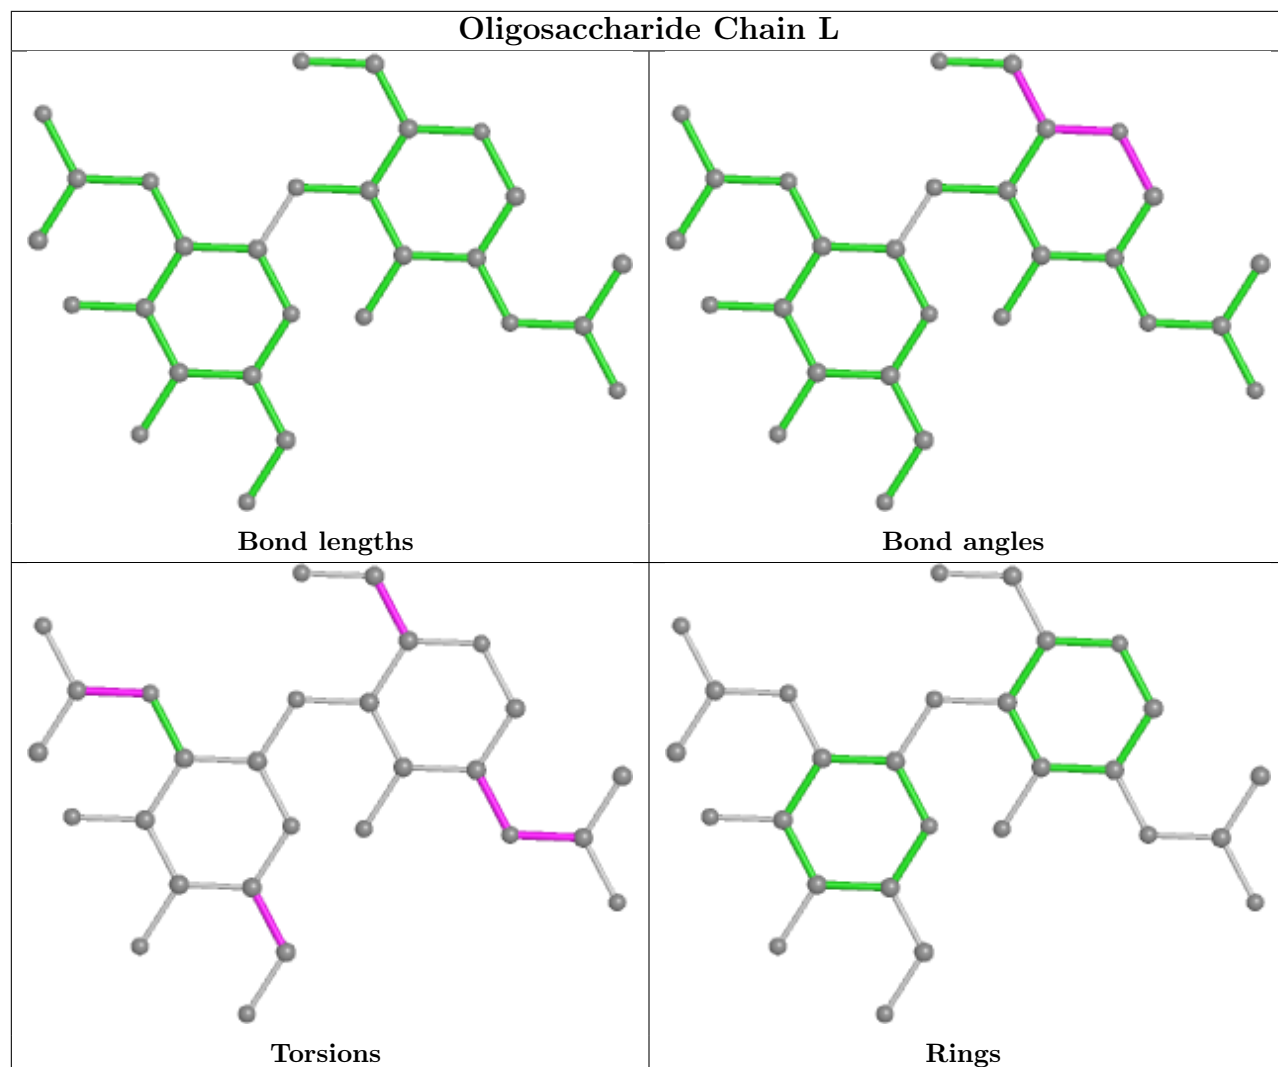 Oligosaccharide Chain L
Bond lengths
Bond angles
Torsions
Rings